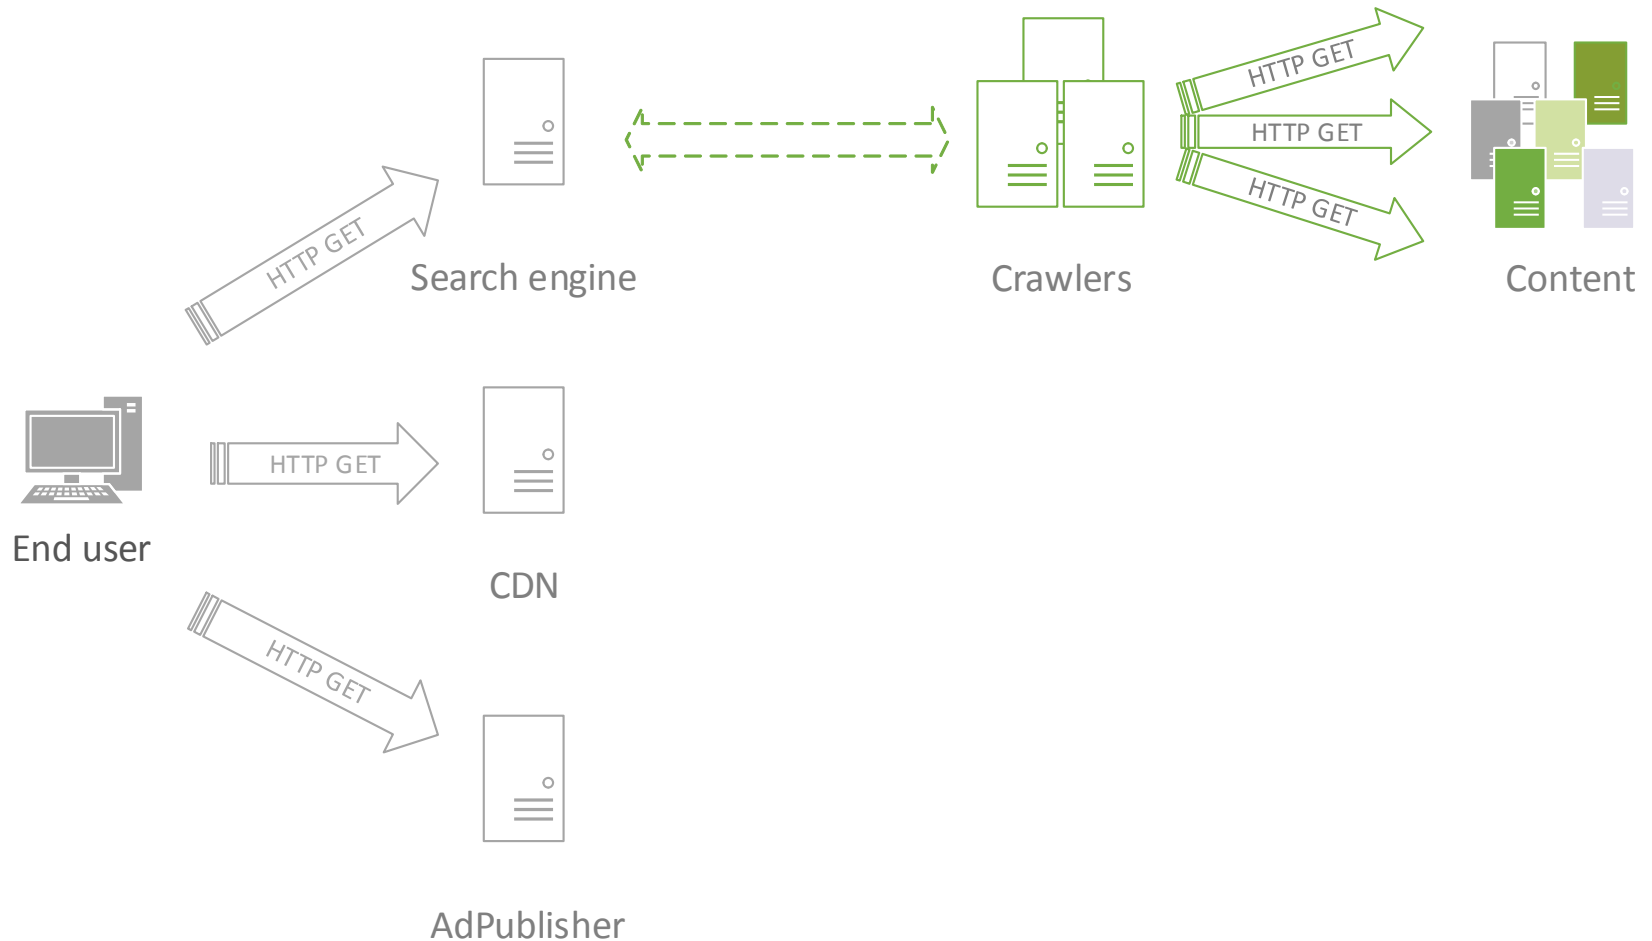 HTTP GET
HTTP GET
HTTP GET
HTTP GET
Search engine
Crawlers
Content
HTTP GET
End user
CDN
HTTP GET
AdPublisher